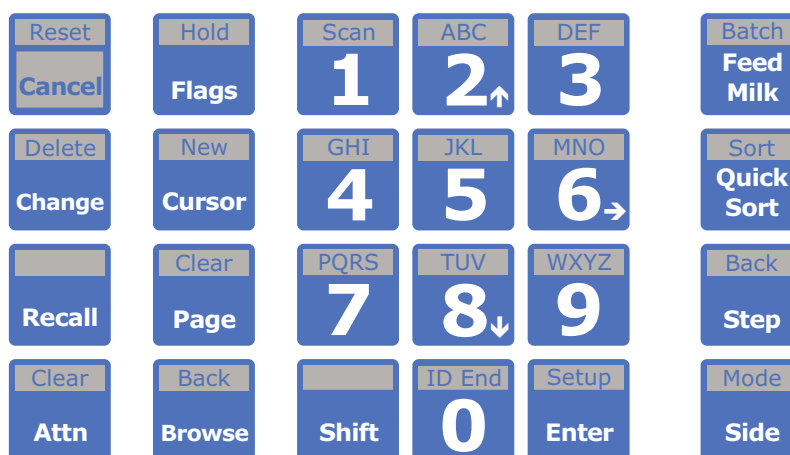 Reset Hold Scan ABC DEF Batch
Cancel Flags 1 2 3 Feed Milk
Delete New GHI JKL MNO Sort
Change Cursor 4 5 6 Quick Sort
Clear PQRS TUV WXYZ Back
Recall Page 7 8 9 Step
Clear Back ID End Setup Mode
Attn Browse Shift 0 Enter Side